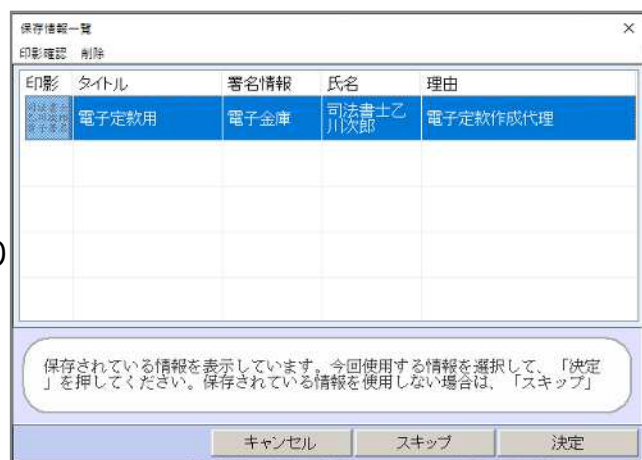 保存情報一覧
印影確認 削除
印影 タイトル 署名情報 氏名 理由
電子定款用 電子金庫 司法書士乙川次郎 電子定款作成代理
保存されている情報を表示しています。今回使用する情報を選択して、「決定
」を押してください。保存されている情報を使用しない場合は、「スキップ」
キャンセル スキップ 決定